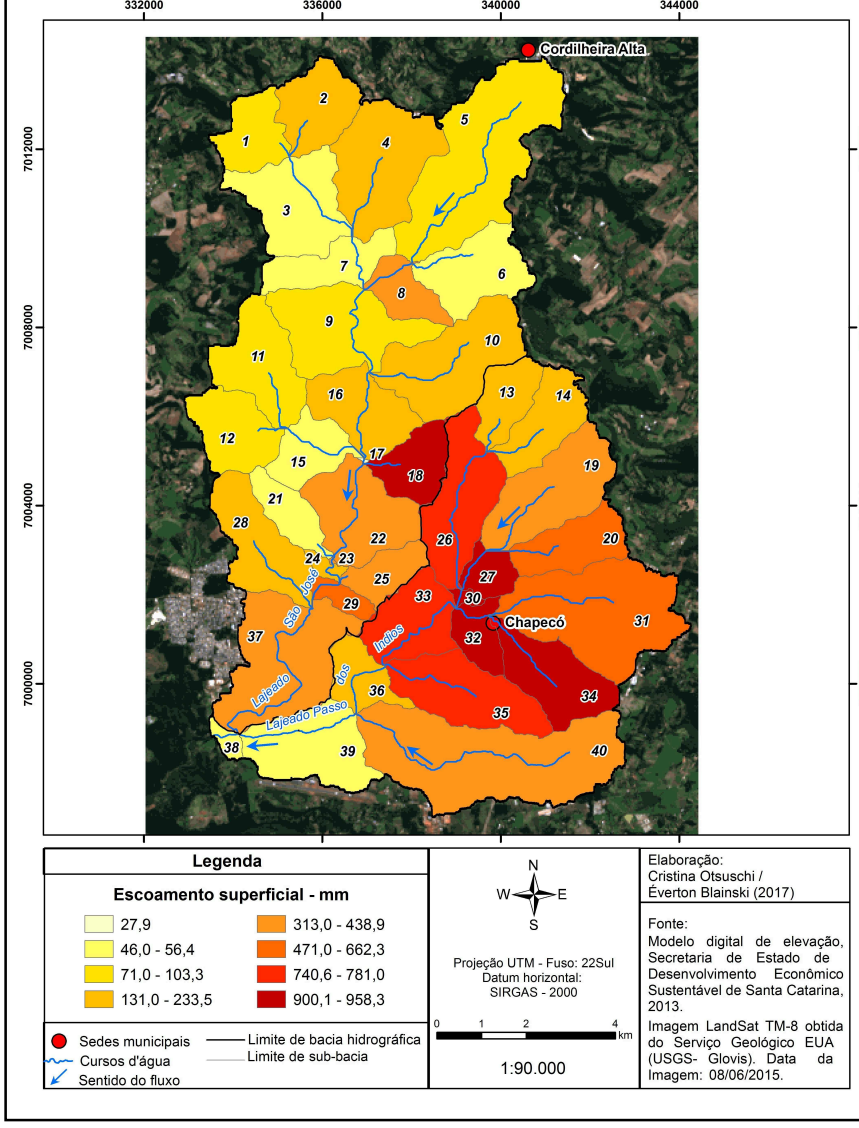 332000 336000 340000 344000
Cordilheira Alta
2
5
1
4
7012000
3
7
6
8
9
7008000
10
11
13
14
16
12
17
15
19
18
21
7004000
28
22
26
20
24
23
25
27
São José
29
33
30
31
37
Indios
32
Chapecó
dos
34
Lajeado
36
7000000
35
Lajeado Passo
38
39
40
Legenda
Escoamento superficial - mm
27,9
46,0 - 56,4
71,0 - 103,3
131,0 - 233,5
313,0 - 438,9
471,0 - 662,3
740,6 - 781,0
900,1 - 958,3
Sedes municipais
Cursos d'água
Sentido do fluxo
Limite de bacia hidrográfica
Limite de sub-bacia
N
W E
S
Projeção UTM - Fuso: 22Sul
Datum horizontal:
SIRGAS - 2000
0 1 2 4
km
1:90.000
Elaboração:
Cristina Otsuschi /
Éverton Blainski (2017)
Fonte:
Modelo digital de elevação,
Secretaria de Estado de
Desenvolvimento Econômico
Sustentável de Santa Catarina,
2013.
Imagem LandSat TM-8 obtida
do Serviço Geológico EUA
(USGS- Glovis). Data da
Imagem: 08/06/2015.